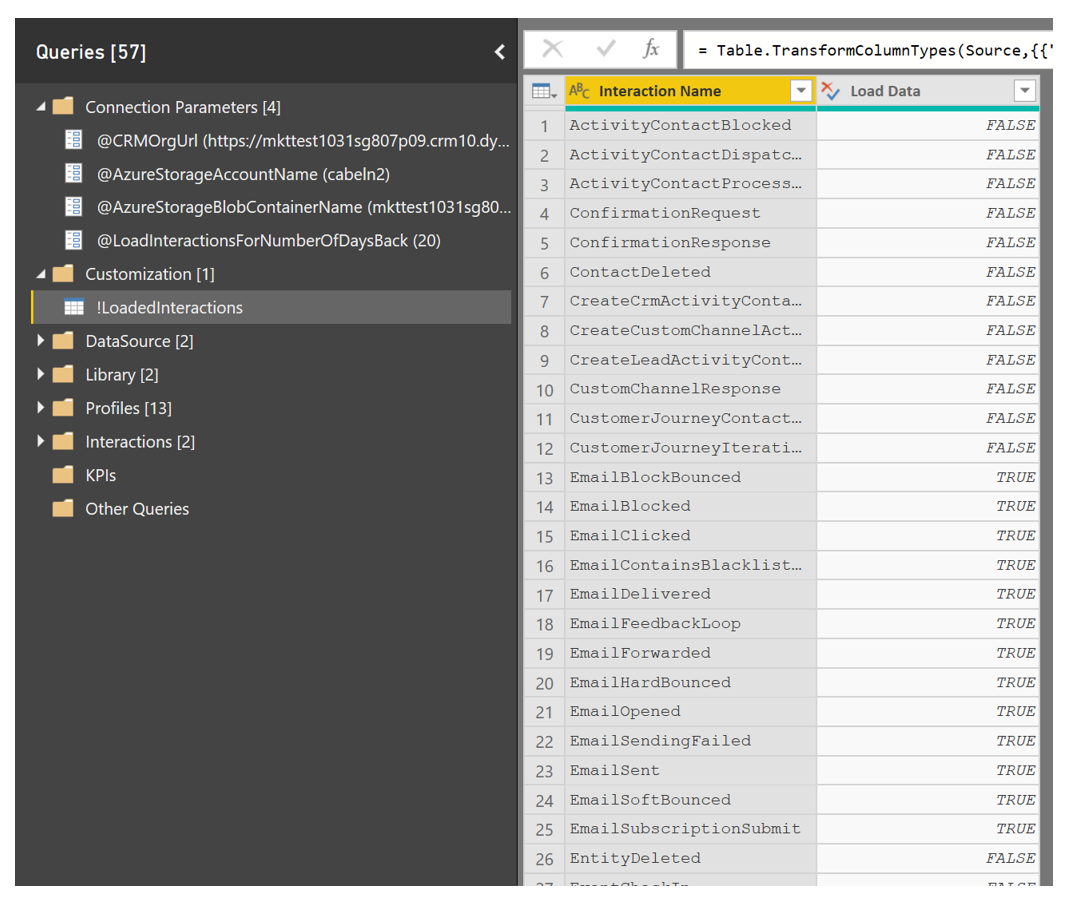 Queries [57]
Connection Parameters [4]
@CRMOrgUrl (https://mkttest1031sg807p09.crm10.dy...
@AzureStorageAccountName (cabeln2)
@AzureStorageBlobContainerName (mkttest1031sg80...
@LoadInteractionsForNumberOfDaysBack (20)
Customization [1]
!LoadedInteractions
DataSource [2]
Library [2]
Profiles [13]
Interactions [2]
KPIs
Other Queries
fx = Table.TransformColumnTypes(Source,{{"
ABC Interaction Name Load Data
1 ActivityContactBlocked FALSE
2 ActivityContactDispatc... FALSE
3 ActivityContactProcess... FALSE
4 ConfirmationRequest FALSE
5 ConfirmationResponse FALSE
6 ContactDeleted FALSE
7 CreateCrmActivityConta... FALSE
8 CreateCustomChannelAct... FALSE
9 CreateLeadActivityCont... FALSE
10 CustomChannelResponse FALSE
11 CustomerJourneyContact... FALSE
12 CustomerJourneyIterati... FALSE
13 EmailBlockBounced TRUE
14 EmailBlocked TRUE
15 EmailClicked TRUE
16 EmailContainsBlacklist... TRUE
17 EmailDelivered TRUE
18 EmailFeedbackLoop TRUE
19 EmailForwarded TRUE
20 EmailHardBounced TRUE
21 EmailOpened TRUE
22 EmailSendingFailed TRUE
23 EmailSent TRUE
24 EmailSoftBounced TRUE
25 EmailSubscriptionSubmit TRUE
26 EntityDeleted FALSE